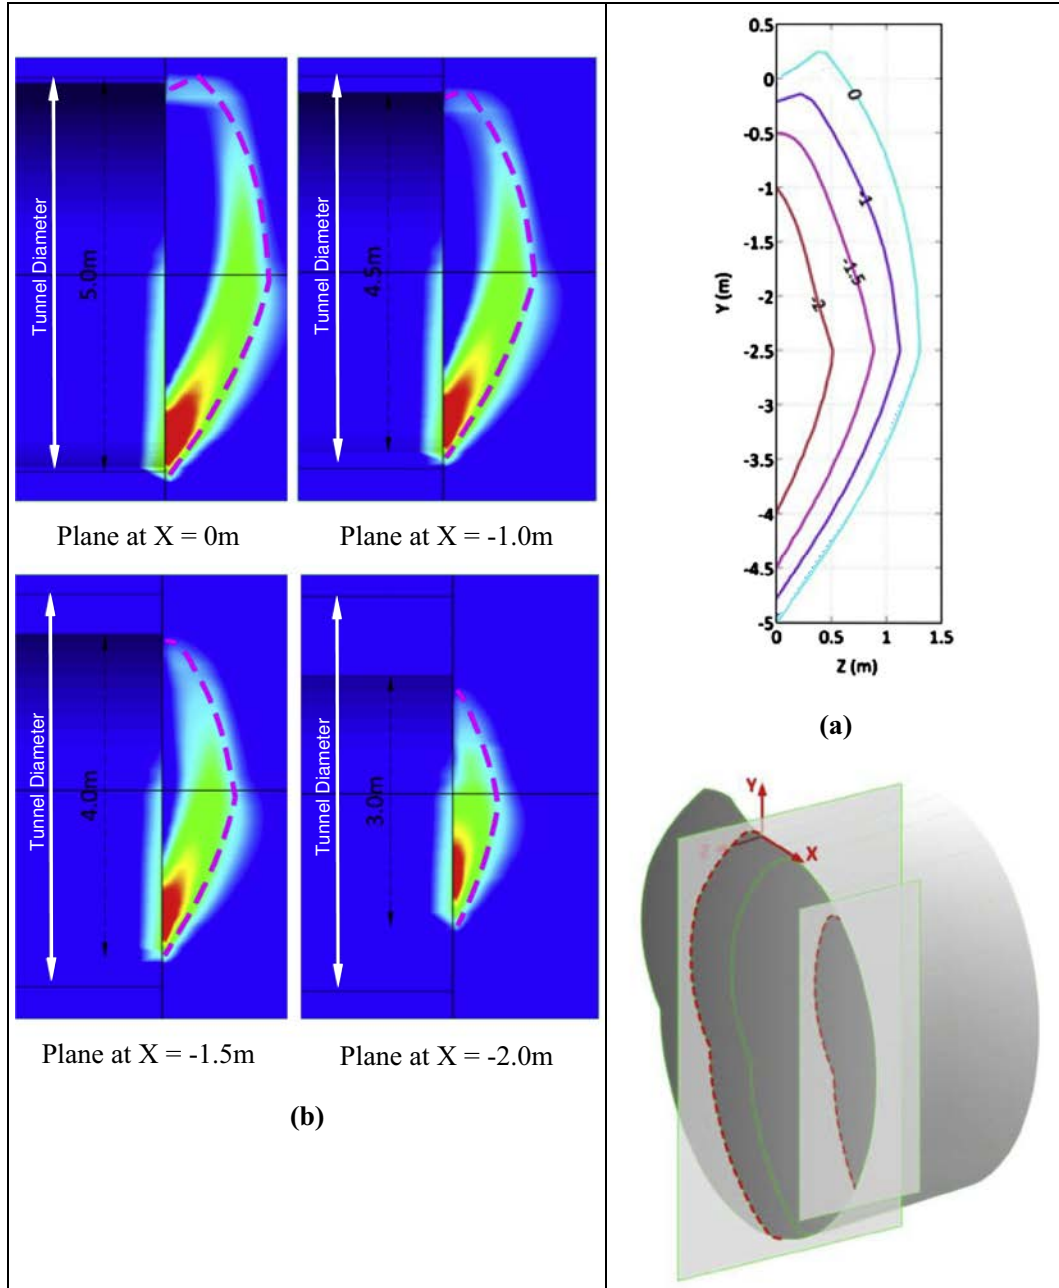 Tunnel Diameter
5.0m
Tunnel Diameter
4.5m
Plane at X = 0m
Plane at X = -1.0m
Tunnel Diameter
4.0m
Tunnel Diameter
3.0m
Plane at X = -1.5m
Plane at X = -2.0m
(b)
0.5
0
-0.5
-1
-1.5
-2
-2.5
-3
-3.5
-4
-4.5
-5
Y (m)
0
-1
-1.5
-2
0
0.5
1
1.5
Z (m)
(a)
Y
Z
X